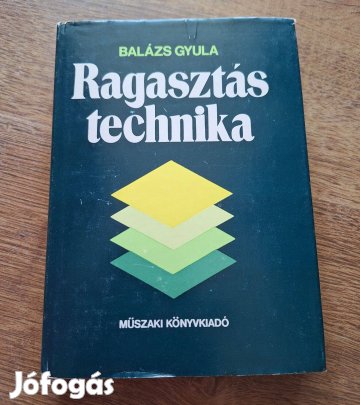 BALÁZS GYULA
Ragasztás
technika
MŰSZAKI KÖNYVKIADÓ
Jófogás